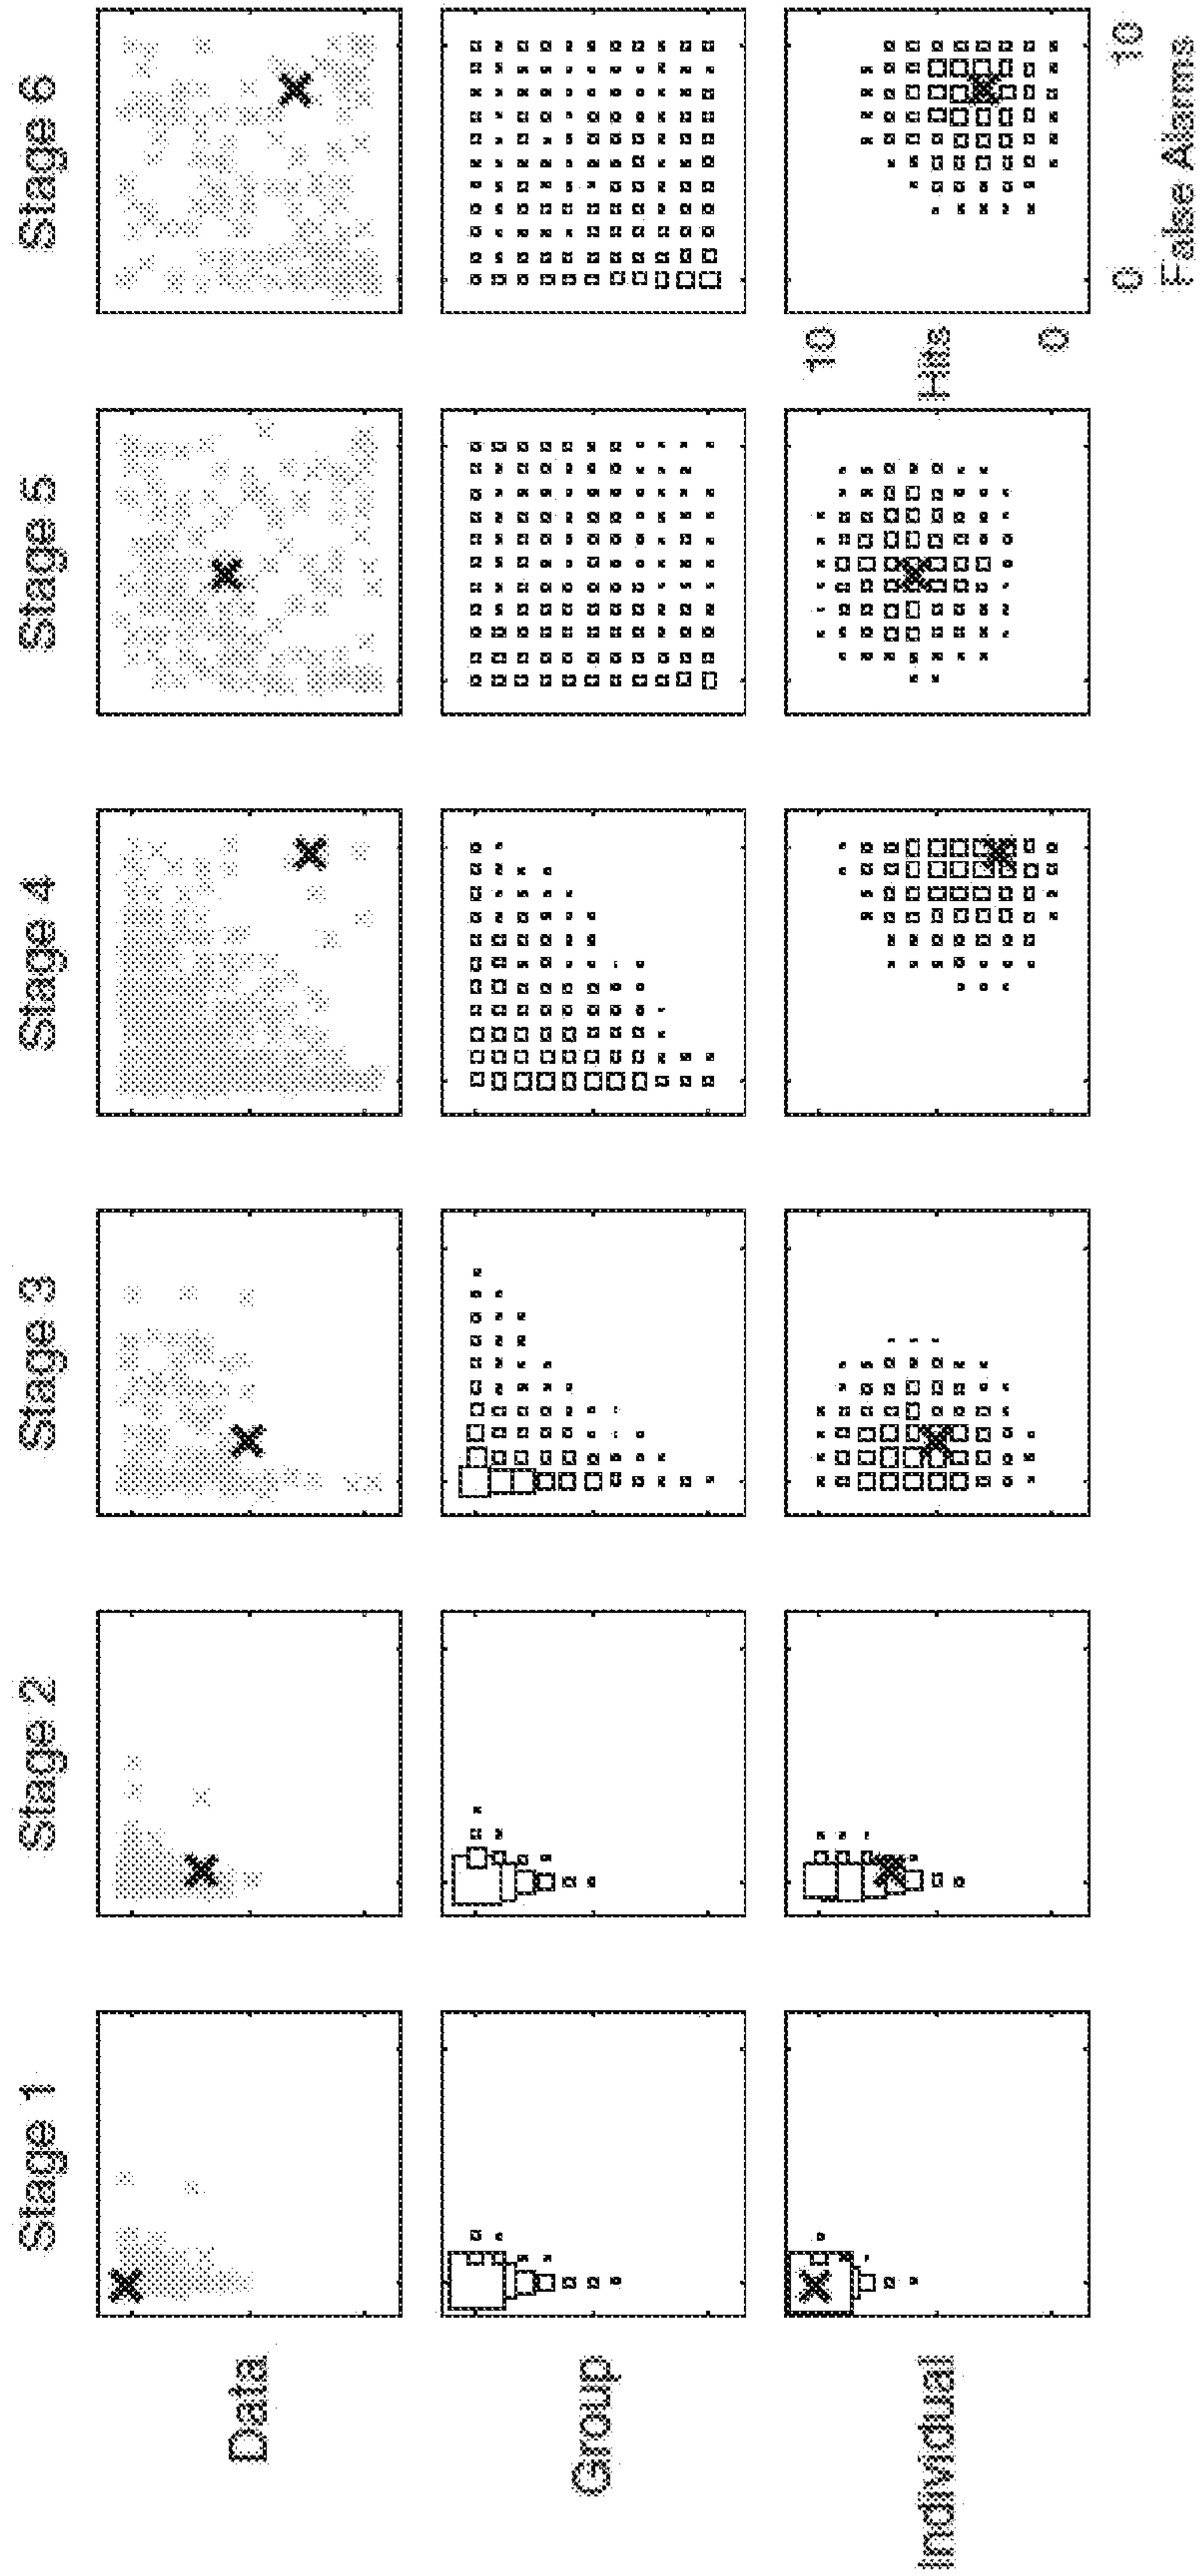 Stage 1
Stage 2
Stage 3
Stage 4
Stage 5
Stage 6
Data
Group
Individual
10
Hits
0
0
10
False Alarms